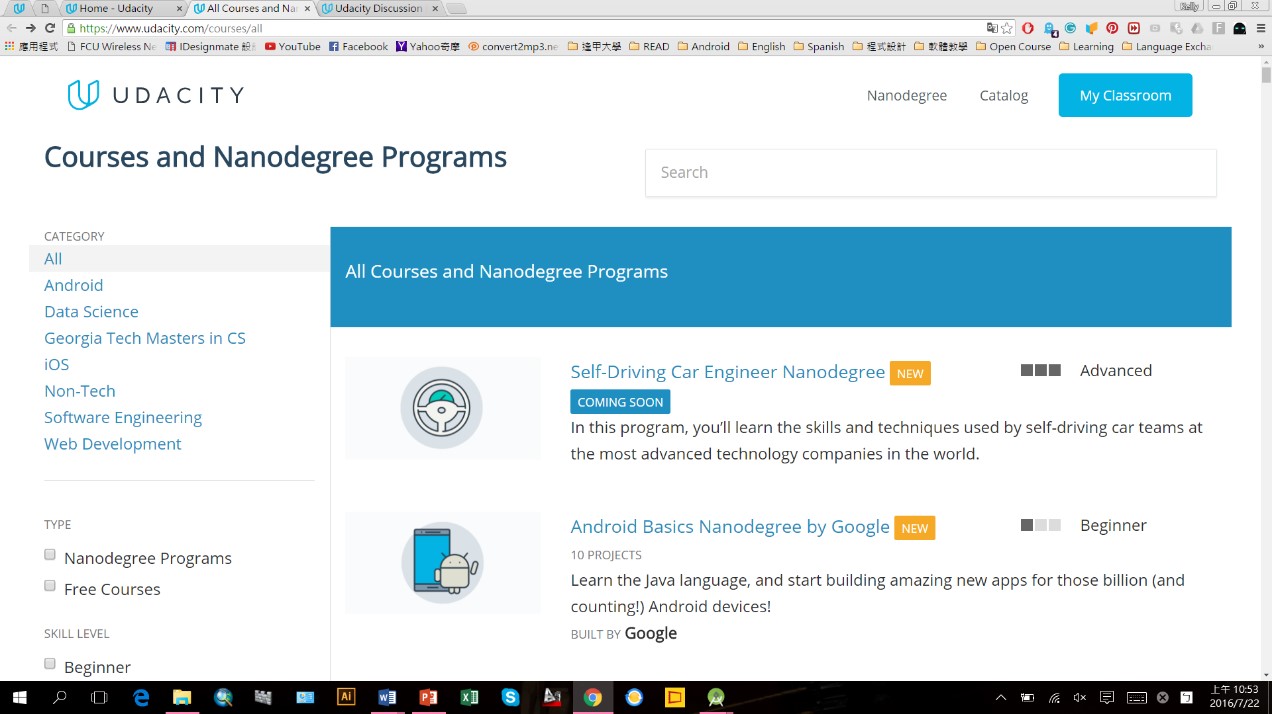 Home - Udacity
All Courses and Nan
Udacity Discussion
Kelly
https://www.udacity.com/courses/all
應用程式
FCU Wireless Ne
IDesignmate 設
YouTube
Facebook
Yahoo奇摩
convert2mp3.ne
逢甲大學
READ
Android
English
Spanish
程式設計
軟體教學
Open Course
Learning
Language Excha
»
UDACITY
Nanodegree
Catalog
My Classroom
Courses and Nanodegree Programs
Search
CATEGORY
All
Android
Data Science
Georgia Tech Masters in CS
iOS
Non-Tech
Software Engineering
Web Development
TYPE
Nanodegree Programs
Free Courses
SKILL LEVEL
Beginner
All Courses and Nanodegree Programs
Self-Driving Car Engineer Nanodegree NEW
Advanced
COMING SOON
In this program, you’ll learn the skills and techniques used by self-driving car teams at
the most advanced technology companies in the world.
Android Basics Nanodegree by Google NEW
Beginner
10 PROJECTS
Learn the Java language, and start building amazing new apps for those billion (and
counting!) Android devices!
BUILT BY Google
上午 10:53
2016/7/22